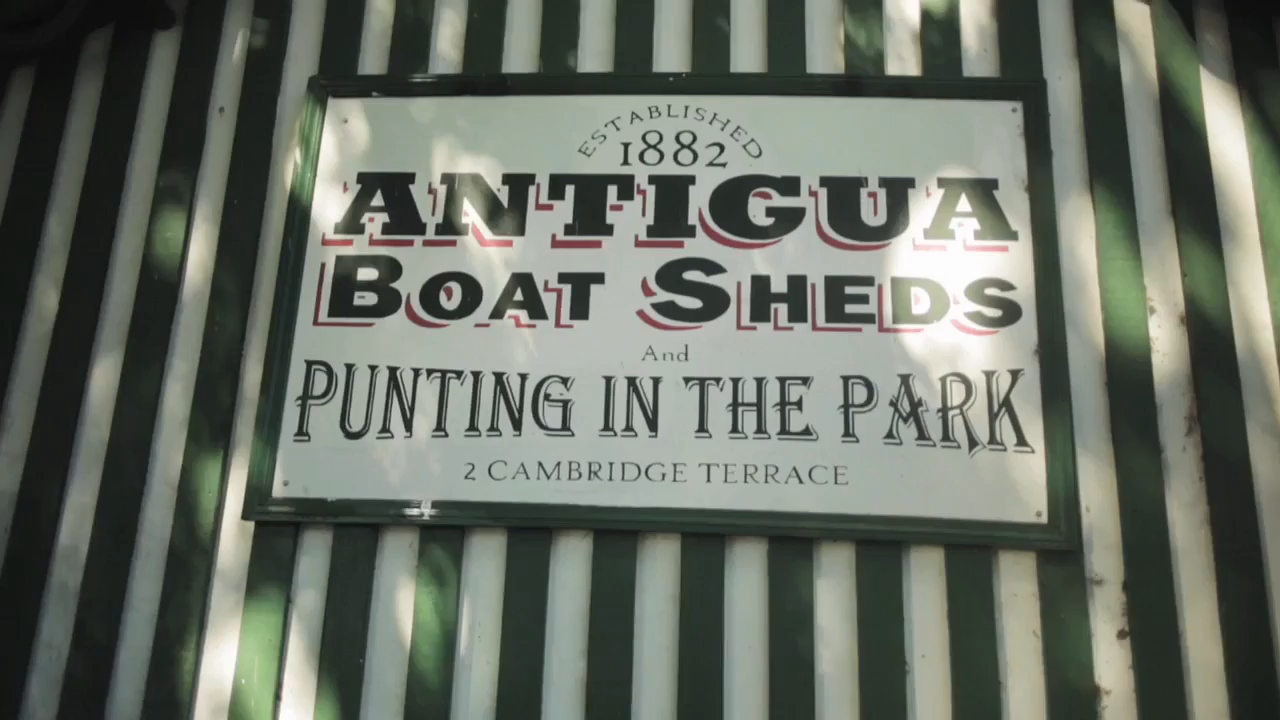 ESTABLISHED
1882
ANTIGUA
BOAT SHEDS
And
PUNTING IN THE PARK
2 CAMBRIDGE TERRACE